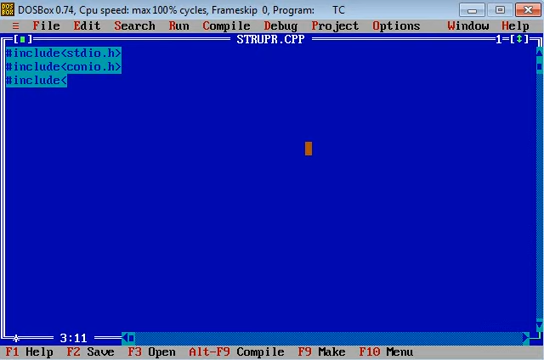 DOSBox 0.74, Cpu speed: max 100% cycles, Frameskip 0, Program: TC
≡ File Edit Search Run Compile Debug Project Options Window Help
[■] STRUPR.CPP 1=[↕]
#include<stdio.h>
#include<conio.h>
#include<
3:11
F1 Help F2 Save F3 Open Alt-F9 Compile F9 Make F10 Menu